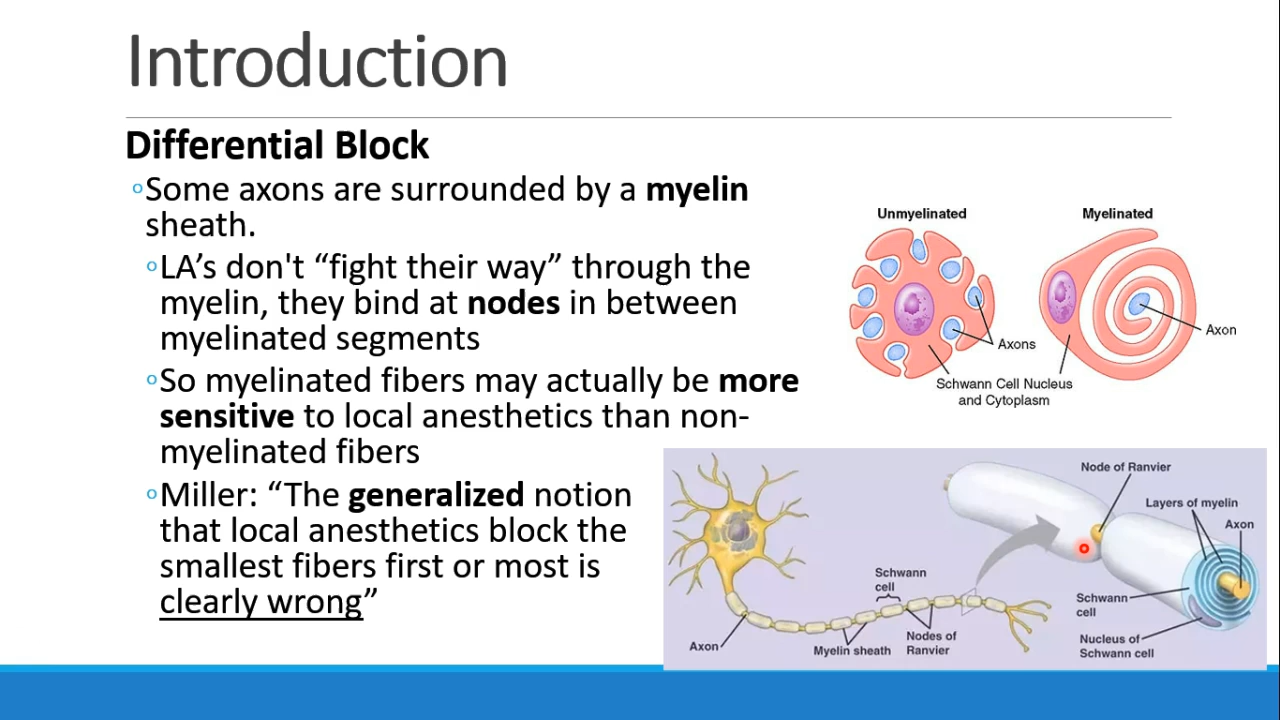 Introduction
Differential Block
◦Some axons are surrounded by a myelin
sheath.
◦LA’s don't “fight their way” through the
myelin, they bind at nodes in between
myelinated segments
◦So myelinated fibers may actually be more
sensitive to local anesthetics than non-
myelinated fibers
◦Miller: “The generalized notion
that local anesthetics block the
smallest fibers first or most is
clearly wrong”
Unmyelinated
Myelinated
Axon
Axons
Schwann Cell Nucleus
and Cytoplasm
Node of Ranvier
Layers of myelin
Axon
Schwann
cell
Schwann
cell
Nodes of
Ranvier
Nucleus of
Schwann cell
Axon
Myelin sheath